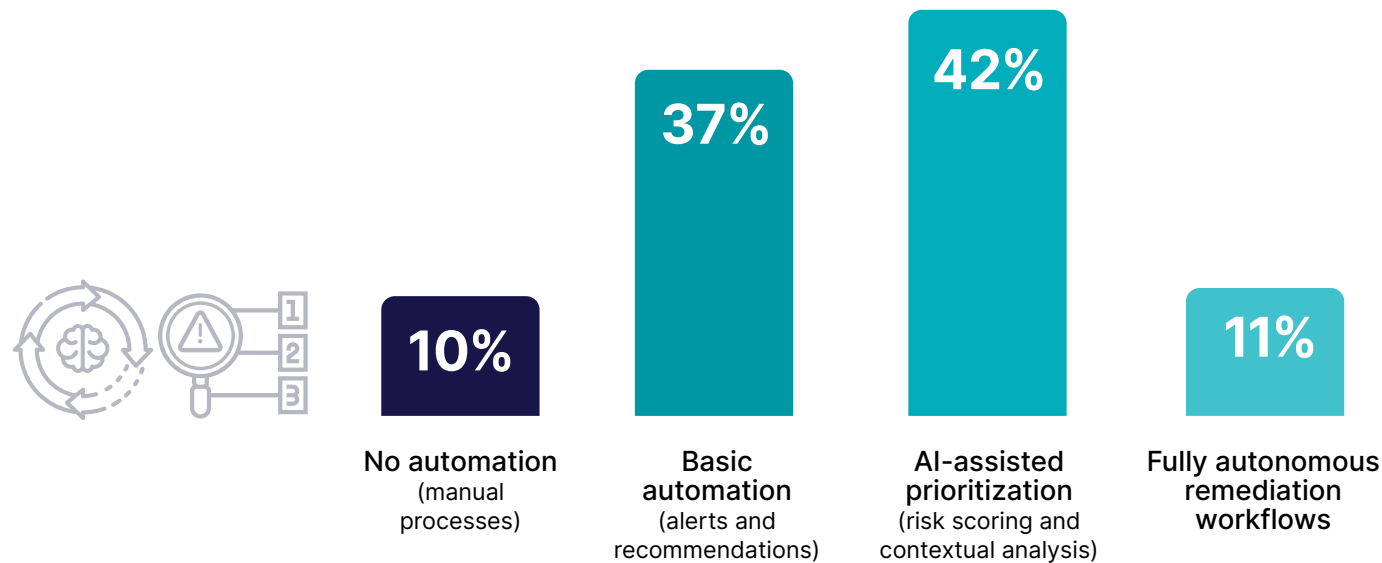 1
2
3
10%
37%
42%
11%
No automation
(manual
processes)
Basic
automation
(alerts and
recommendations)
AI-assisted
prioritization
(risk scoring and
contextual analysis)
Fully autonomous
remediation
workflows